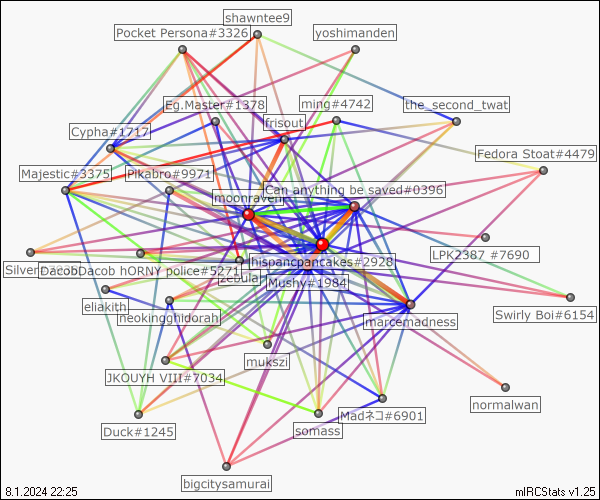 shawntee9
Pocket Persona#3326
yoshimanden
Eg.Master#1378
ming#4742
the_second_twat
Cypha#1717
frisout
Fedora Stoat#4479
Majestic#3375
Pikabro#9971
moonraven
Can anything be saved#0396
LPK2387 #7690
hispancpancakes#2928
DacobDacob hORNY police#5271
zebula
Mushy#1984
eliakith
neokingghidorah
marcemadness
Swirly Boi#6154
mukszi
JKOUYH VIII#7034
normalwan
Madネコ#6901
Duck#1245
somass
bigcitysamurai
8.1.2024 22:25
mIRCStats v1.25